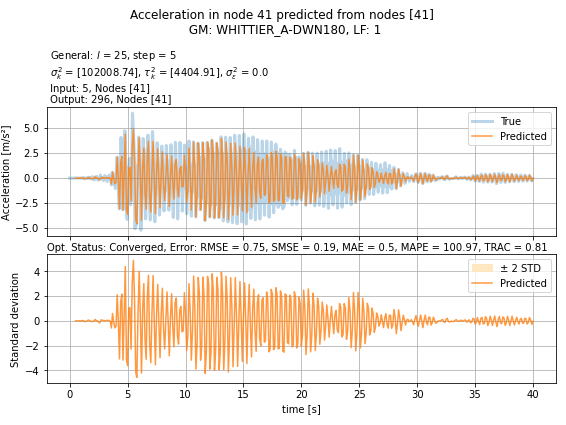 Acceleration in node 41 predicted from nodes [41]
GM: WHITTIER_A-DWN180, LF: 1
General: l = 25, step = 5
σ²ₖ = [102008.74], τ²ₖ = [4404.91], σ²ε = 0.0
Input: 5, Nodes [41]
Output: 296, Nodes [41]
Acceleration [m/s²]
5.0
2.5
0.0
−2.5
−5.0
True
Predicted
Opt. Status: Converged, Error: RMSE = 0.75, SMSE = 0.19, MAE = 0.5, MAPE = 100.97, TRAC = 0.81
Standard deviation
4
2
0
−2
−4
± 2 STD
Predicted
0 5 10 15 20 25 30 35 40
time [s]